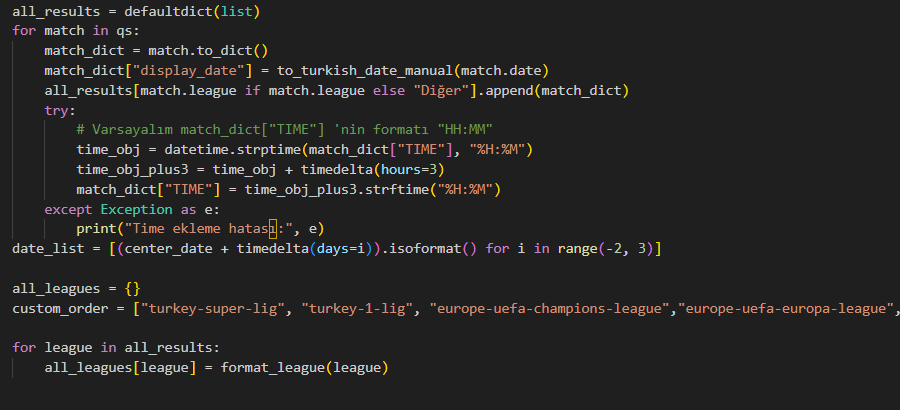 all_results = defaultdict(list)
for match in qs:
    match_dict = match.to_dict()
    match_dict["display_date"] = to_turkish_date_manual(match.date)
    all_results[match.league if match.league else "Diğer"].append(match_dict)
    try:
        # Varsayalım match_dict["TIME"] 'nin formatı "HH:MM"
        time_obj = datetime.strptime(match_dict["TIME"], "%H:%M")
        time_obj_plus3 = time_obj + timedelta(hours=3)
        match_dict["TIME"] = time_obj_plus3.strftime("%H:%M")
    except Exception as e:
        print("Time ekleme hatası:", e)
date_list = [(center_date + timedelta(days=i)).isoformat() for i in range(-2, 3)]
all_leagues = {}
custom_order = ["turkey-super-lig", "turkey-1-lig", "europe-uefa-champions-league","europe-uefa-europa-league",
for league in all_results:
    all_leagues[league] = format_league(league)